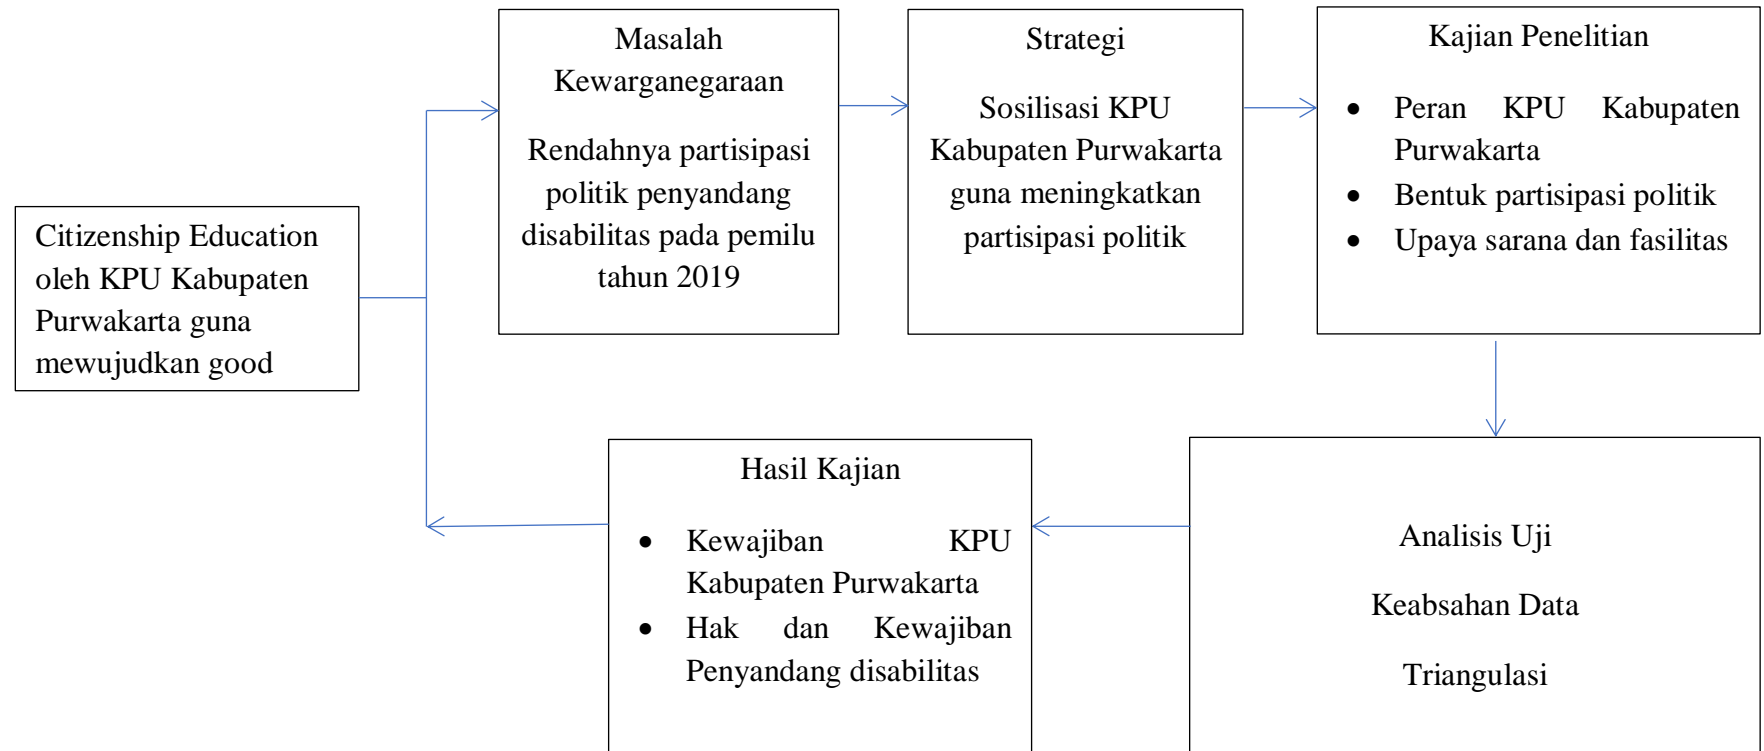 Citizenship Education
oleh KPU Kabupaten
Purwakarta guna
mewujudkan good
Masalah
Kewarganegaraan
Rendahnya partisipasi
politik penyandang
disabilitas pada pemilu
tahun 2019
Strategi
Sosilisasi KPU
Kabupaten Purwakarta
guna meningkatkan
partisipasi politik
Kajian Penelitian
• Peran KPU Kabupaten
Purwakarta
• Bentuk partisipasi politik
• Upaya sarana dan fasilitas
Analisis Uji
Keabsahan Data
Triangulasi
Hasil Kajian
• Kewajiban KPU
Kabupaten Purwakarta
• Hak dan Kewajiban
Penyandang disabilitas